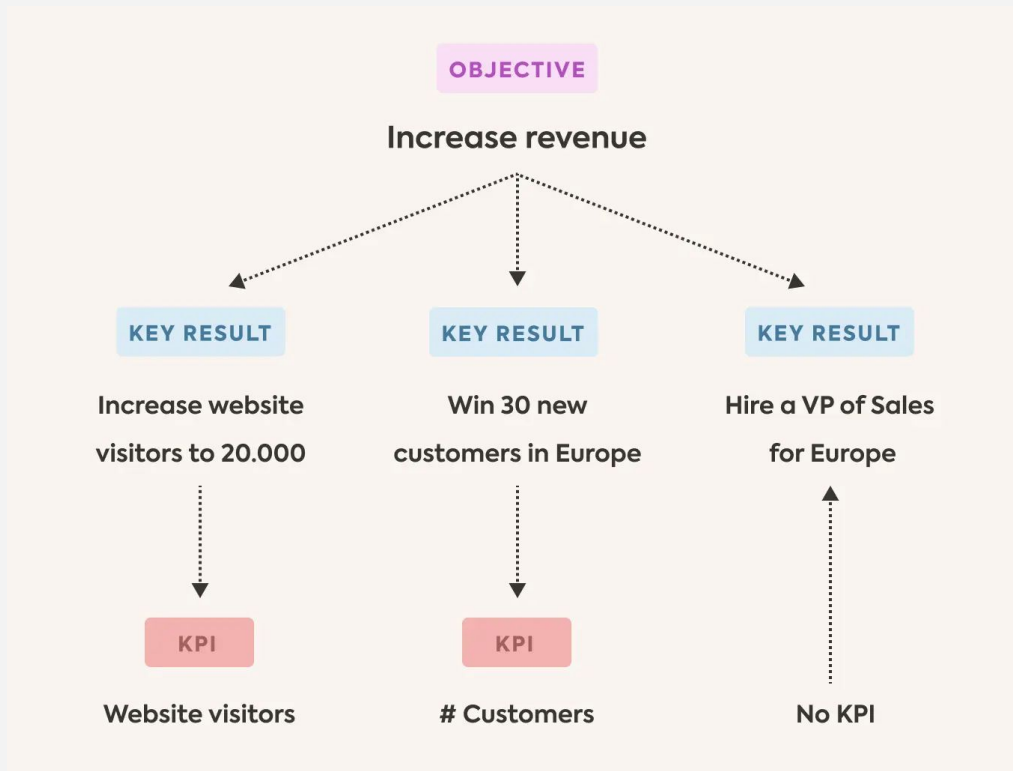 OBJECTIVE
Increase revenue
KEY RESULT
Increase website
visitors to 20.000
KPI
Website visitors
KEY RESULT
Win 30 new
customers in Europe
KPI
# Customers
KEY RESULT
Hire a VP of Sales
for Europe
No KPI